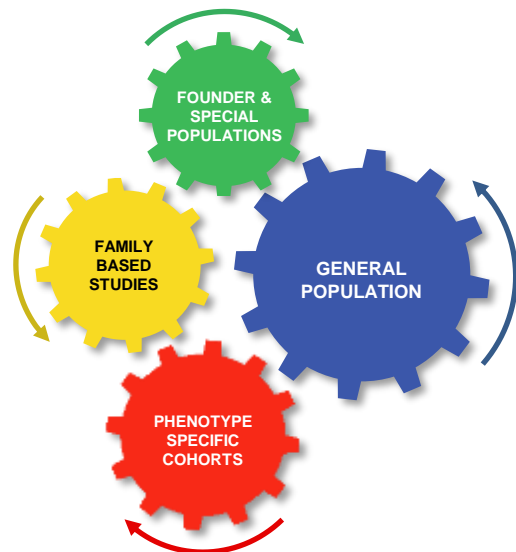 FOUNDER &
SPECIAL
POPULATIONS
FAMILY
BASED
STUDIES
GENERAL
POPULATION
PHENOTYPE
SPECIFIC
COHORTS